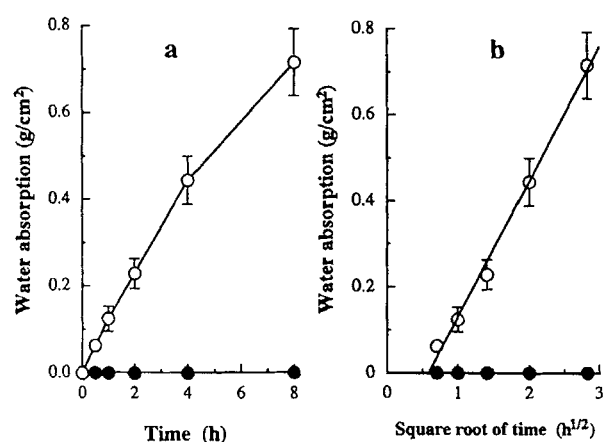 a
Water absorption (g/cm²)
0.8
0.6
0.4
0.2
0.0
0 2 4 6 8
Time (h)
b
Water absorption (g/cm²)
0.8
0.6
0.4
0.2
0
0 1 2 3
Square root of time (h^1/2)